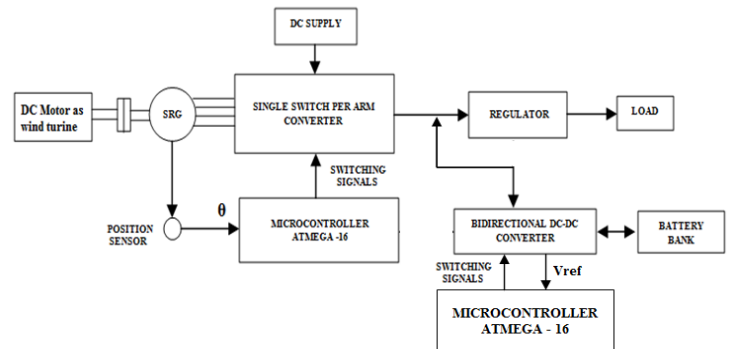 DC SUPPLY
DC Motor as
wind turine
SRG
SINGLE SWITCH PER ARM
CONVERTER
REGULATOR
LOAD
SWITCHING
SIGNALS
θ
POSITION
SENSOR
MICROCONTROLLER
ATMEGA -16
BIDIRECTIONAL DC-DC
CONVERTER
BATTERY
BANK
SWITCHING
SIGNALS
Vref
MICROCONTROLLER
ATMEGA - 16